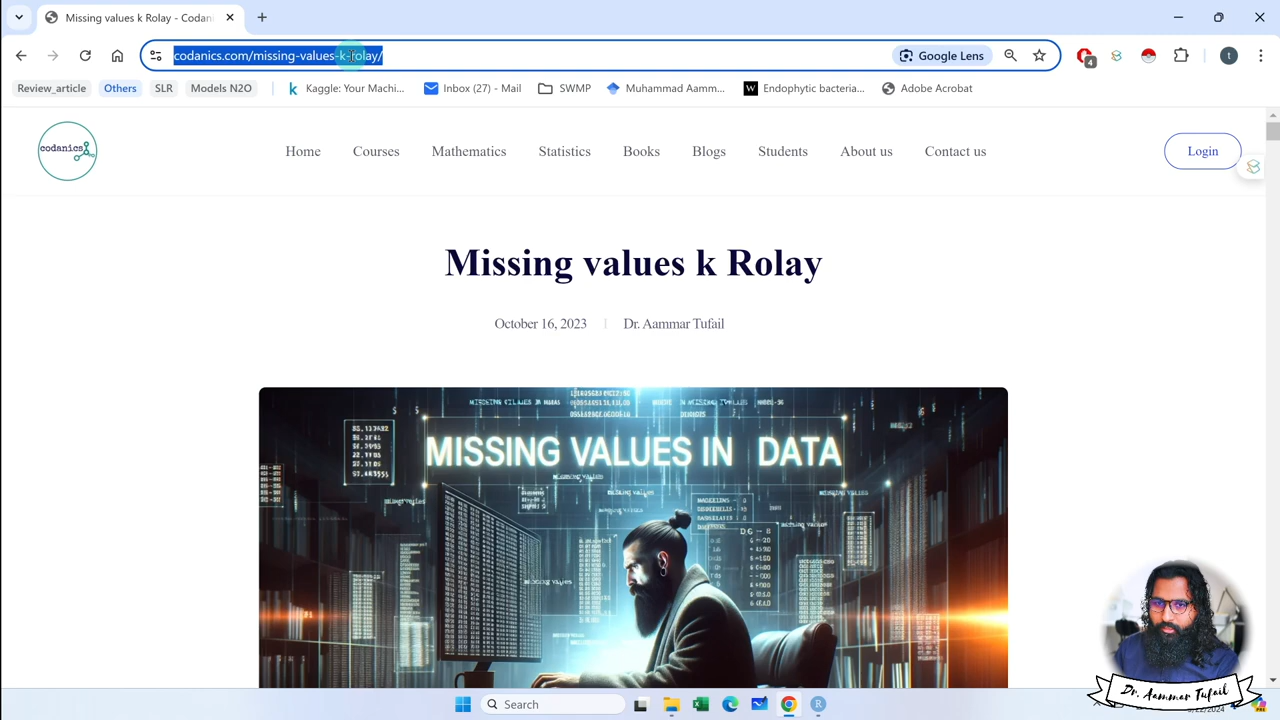 Missing values k Rolay - Codani
codanics.com/missing-values-k-rolay/
Google Lens
4
t
Review_article
Others
SLR
Models N2O
Kaggle: Your Machi...
Inbox (27) - Mail
SWMP
Muhammad Aamm...
W
Endophytic bacteria...
Adobe Acrobat
codanics
Home
Courses
Mathematics
Statistics
Books
Blogs
Students
About us
Contact us
Login
Missing values k Rolay
October 16, 2023
Dr. Aammar Tufail
MISSING VALUES IN DATA
Search
Dr. Aammar Tufail